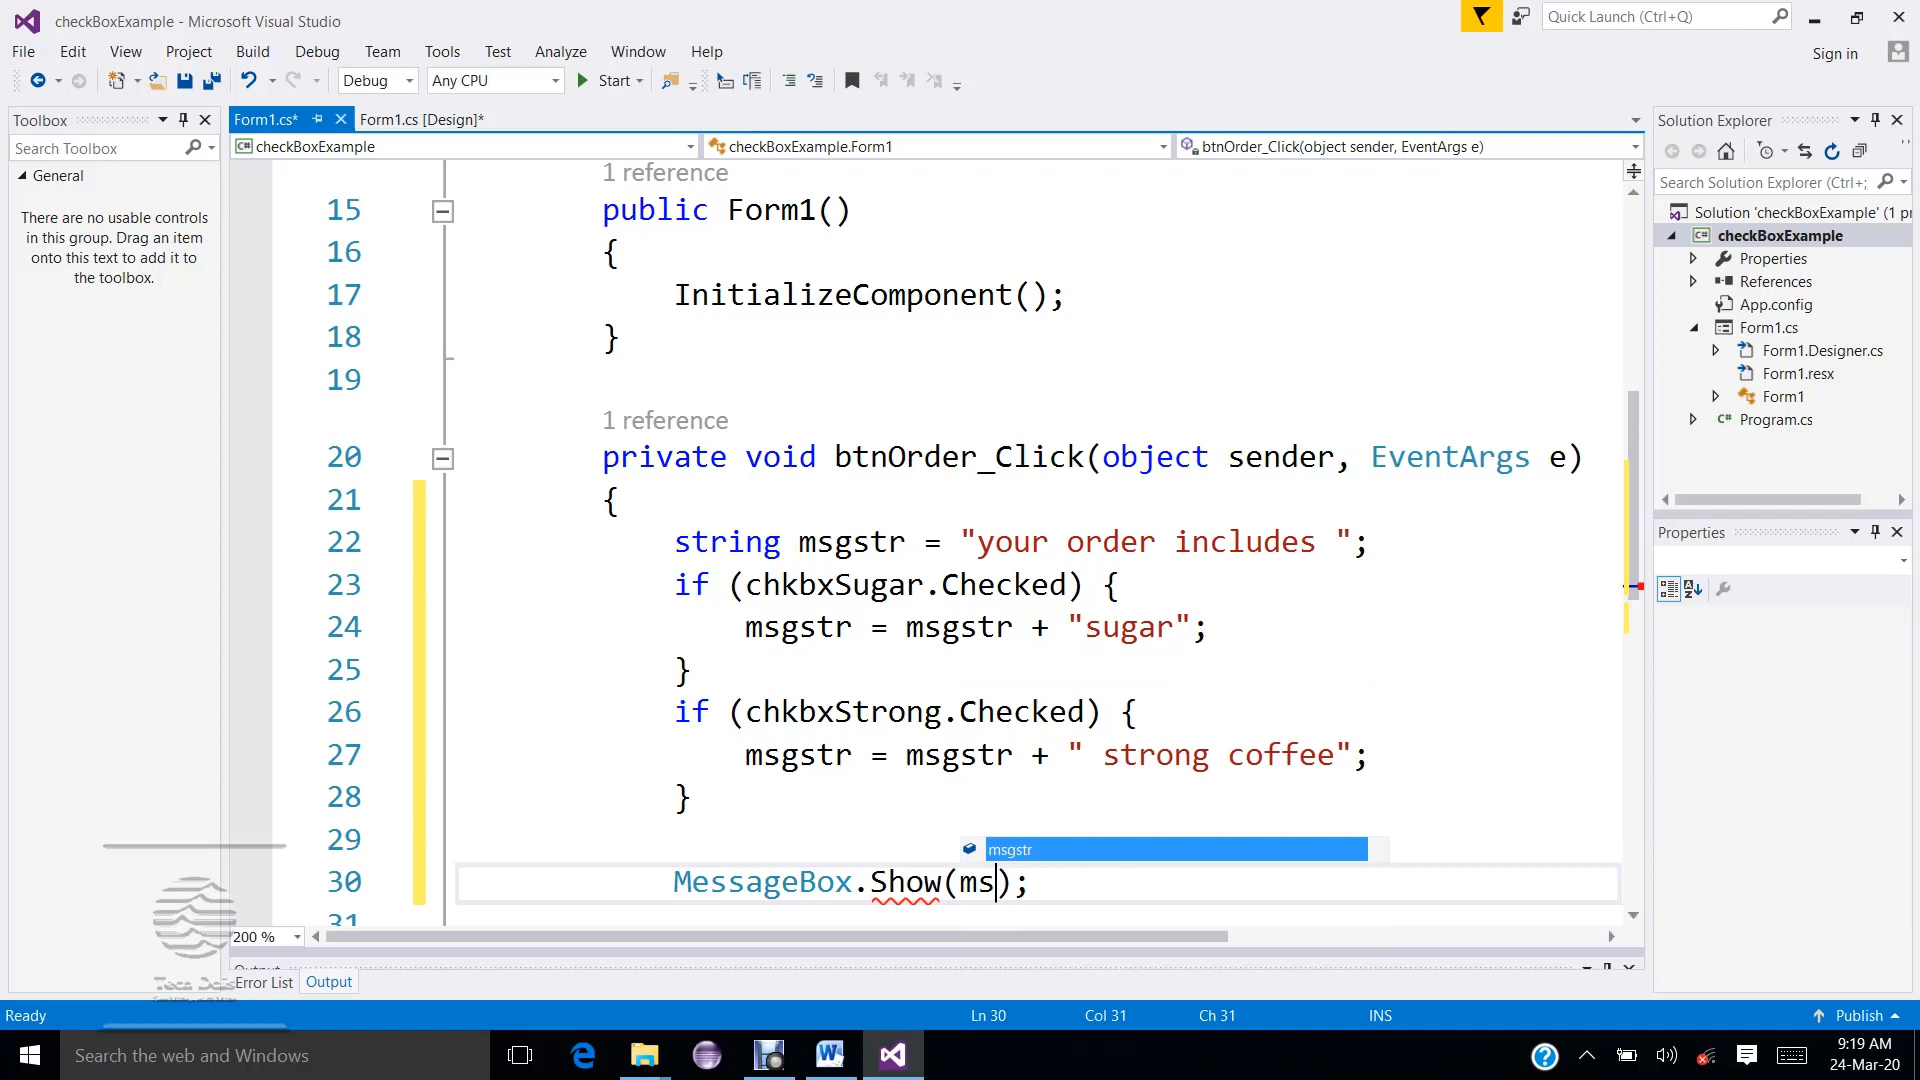 checkBoxExample - Microsoft Visual Studio
Quick Launch (Ctrl+Q)
File Edit View Project Build Debug Team Tools Test Analyze Window Help
Sign in
Debug Any CPU Start
Toolbox
Search Toolbox
General
There are no usable controls
in this group. Drag an item
onto this text to add it to
the toolbox.
Form1.cs* Form1.cs [Design]*
checkBoxExample checkBoxExample.Form1 btnOrder_Click(object sender, EventArgs e)
1 reference
15 public Form1()
16 {
17 InitializeComponent();
18 }
19
1 reference
20 private void btnOrder_Click(object sender, EventArgs e)
21 {
22 string msgstr = "your order includes ";
23 if (chkbxSugar.Checked) {
24 msgstr = msgstr + "sugar";
25 }
26 if (chkbxStrong.Checked) {
27 msgstr = msgstr + " strong coffee";
28 }
29
msgstr
30 MessageBox.Show(ms);
31
200 %
Output
Error List Output
Solution Explorer
Search Solution Explorer (Ctrl+;
Solution 'checkBoxExample' (1 pr
checkBoxExample
Properties
References
App.config
Form1.cs
Form1.Designer.cs
Form1.resx
Form1
Program.cs
Properties
Ready Ln 30 Col 31 Ch 31 INS Publish
Search the web and Windows
9:19 AM
24-Mar-20